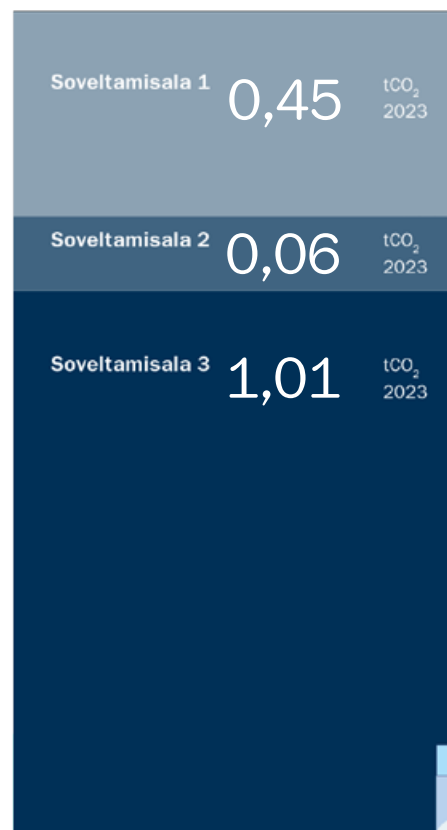 Soveltamisala 1 0,45 tCO₂
2023
Soveltamisala 2 0,06 tCO₂
2023
Soveltamisala 3 1,01 tCO₂
2023